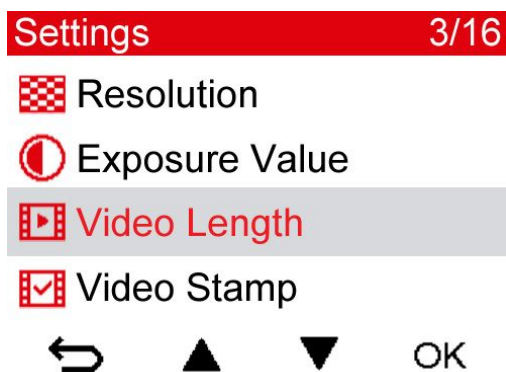 Settings 3/16
Resolution
Exposure Value
Video Length
Video Stamp
OK